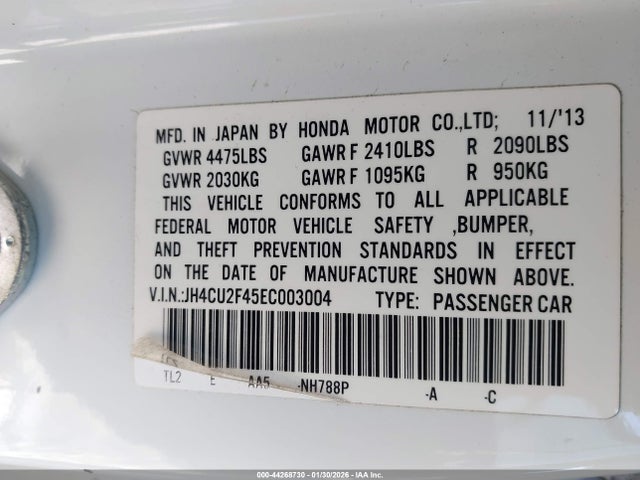 MFD. IN JAPAN BY HONDA MOTOR CO.,LTD; 11/'13
GVWR 4475LBS GAWR F 2410LBS R 2090LBS
GVWR 2030KG GAWR F 1095KG R 950KG
THIS VEHICLE CONFORMS TO ALL APPLICABLE
FEDERAL MOTOR VEHICLE SAFETY ,BUMPER,
AND THEFT PREVENTION STANDARDS IN EFFECT
ON THE DATE OF MANUFACTURE SHOWN ABOVE.
V.I.N.:JH4CU2F45EC003004 TYPE: PASSENGER CAR
TL2 E AA5 -NH788P -A -C
000-44268730 - 01/30/2026 - IAA Inc.